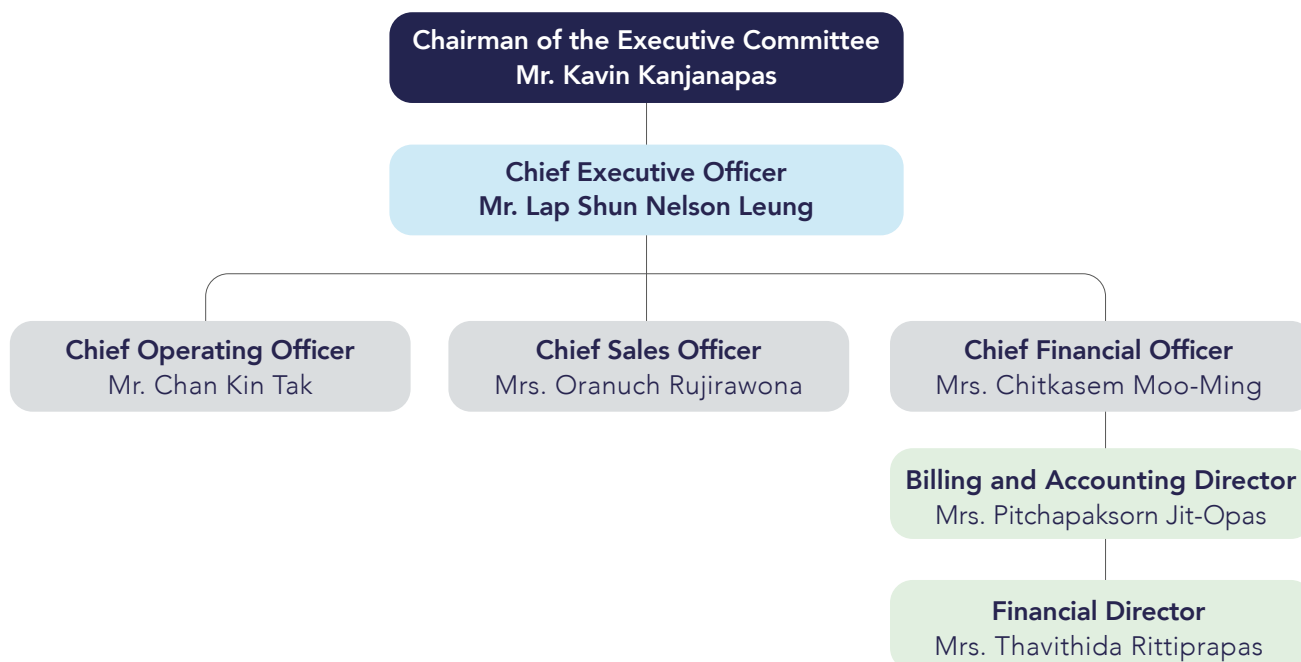 Chairman of the Executive Committee
Mr. Kavin Kanjanapas
Chief Executive Officer
Mr. Lap Shun Nelson Leung
Chief Operating Officer
Mr. Chan Kin Tak
Chief Sales Officer
Mrs. Oranuch Rujirawona
Chief Financial Officer
Mrs. Chitkasem Moo-Ming
Billing and Accounting Director
Mrs. Pitchapaksorn Jit-Opas
Financial Director
Mrs. Thavithida Rittiprapas